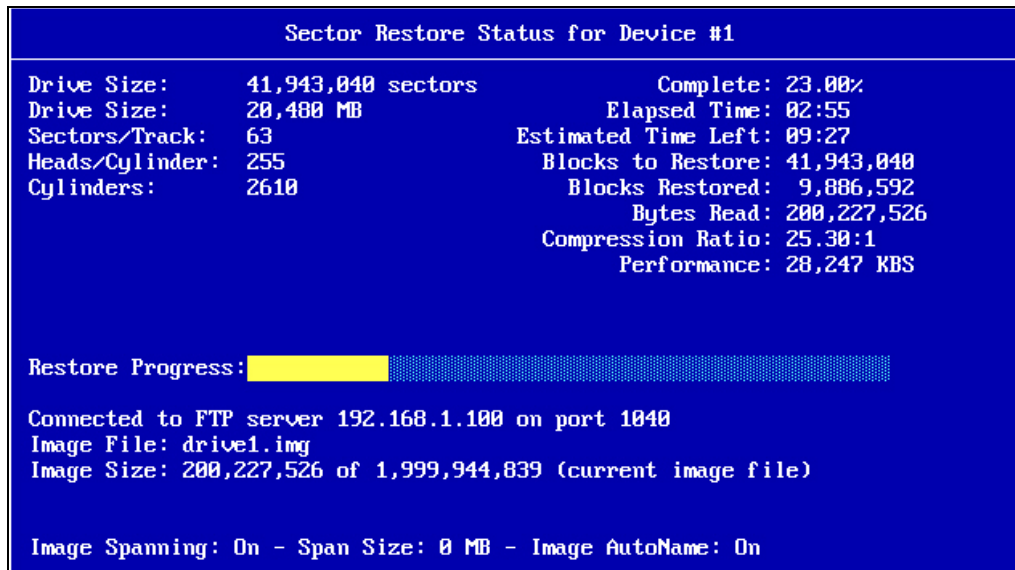 Sector Restore Status for Device #1
Drive Size: 41,943,040 sectors Complete: 23.00%
Drive Size: 20,480 MB Elapsed Time: 02:55
Sectors/Track: 63 Estimated Time Left: 09:27
Heads/Cylinder: 255 Blocks to Restore: 41,943,040
Cylinders: 2610 Blocks Restored: 9,886,592
Bytes Read: 200,227,526
Compression Ratio: 25.30:1
Performance: 28,247 KBS
Restore Progress:
Connected to FTP server 192.168.1.100 on port 1040
Image File: drive1.img
Image Size: 200,227,526 of 1,999,944,839 (current image file)
Image Spanning: On - Span Size: 0 MB - Image AutoName: On